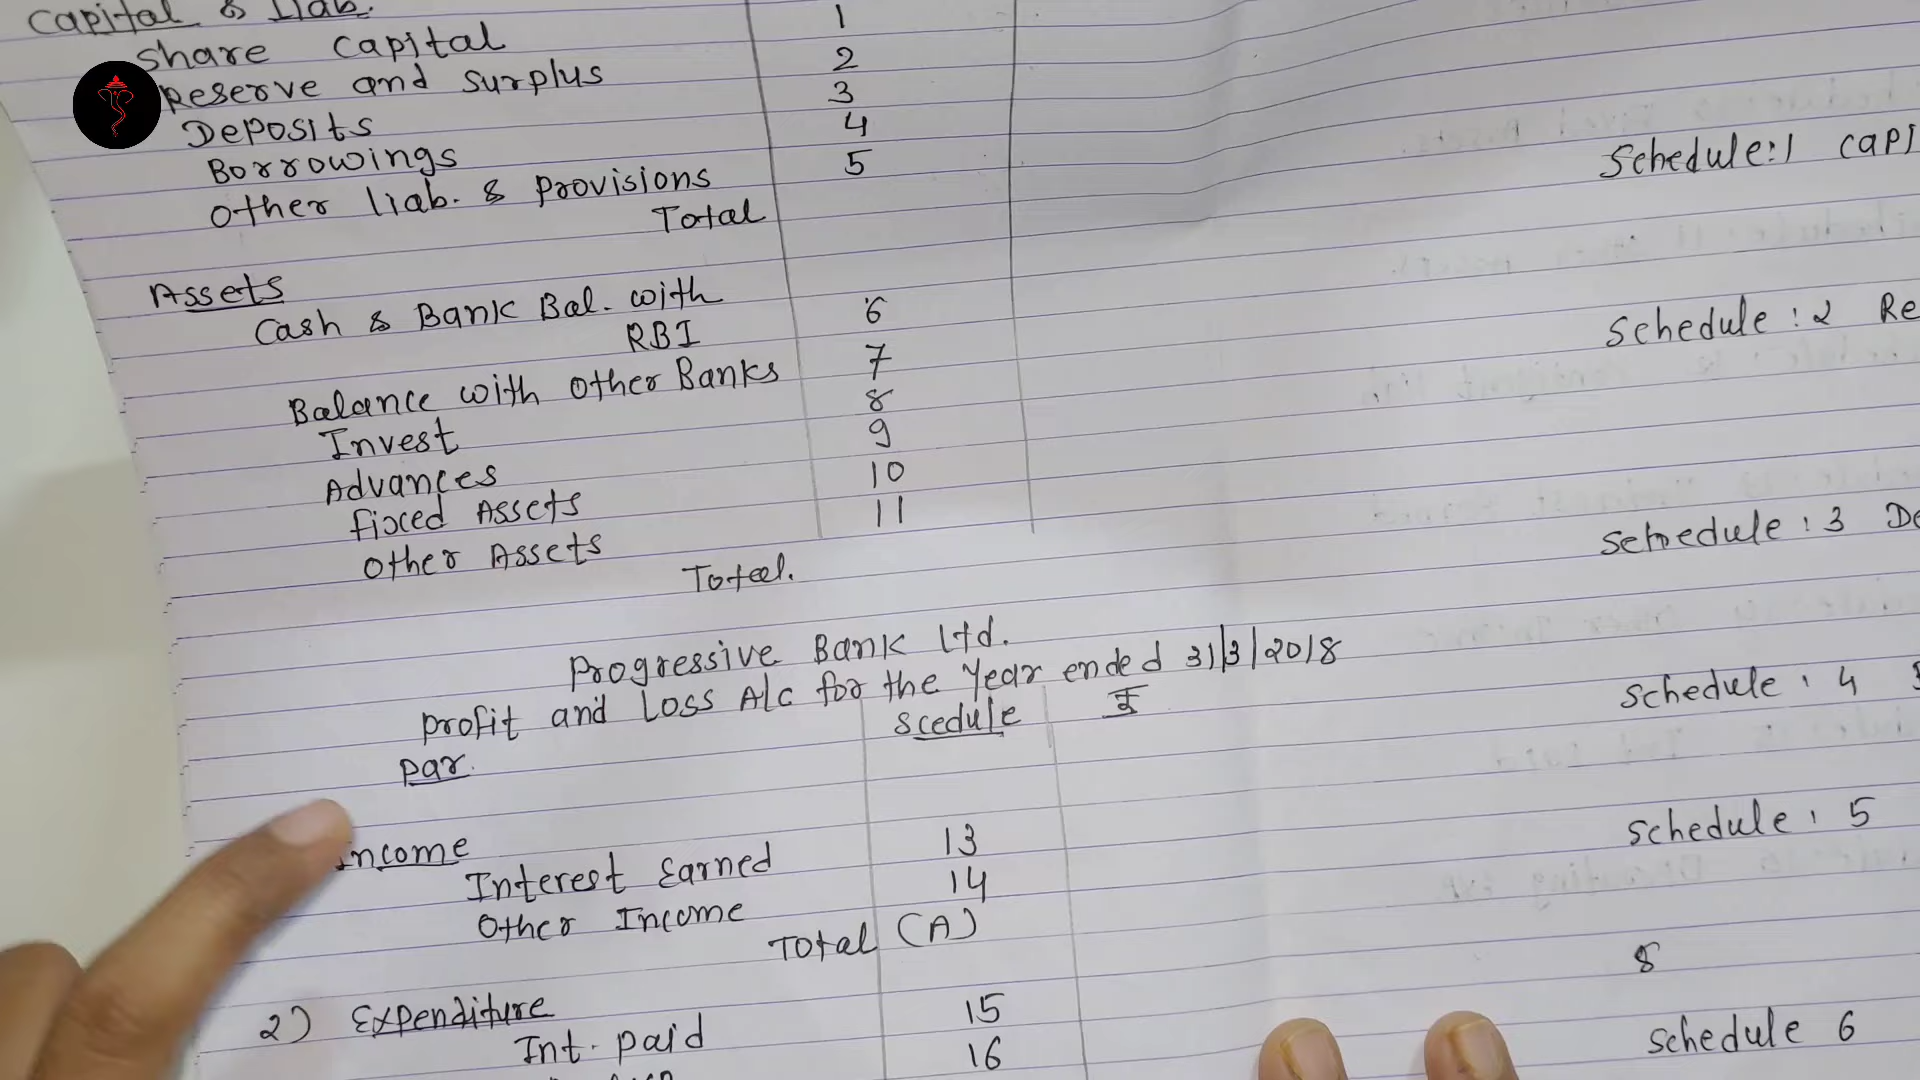 Capital & Liab.
Share Capital 1
Reserve and Surplus 2
Deposits 3
Borrowings 4
Other liab. & provisions 5
Total
Assets
Cash & Bank Bal. with
RBI 6
Balance with other Banks 7
Invest 8
Advances 9
Fixed Assets 10
Other Assets 11
Total.
Progressive Bank Ltd.
Profit and Loss A/c for the Year ended 31/3/2018
Par. Scedule ₹
Income
Interest Earned 13
Other Income 14
Total (A)
2) Expenditure
Int. paid 15
16
Schedule:1 Capi
Schedule:2 Re
Schedule:3 De
Schedule:4
Schedule:5
&
Schedule 6